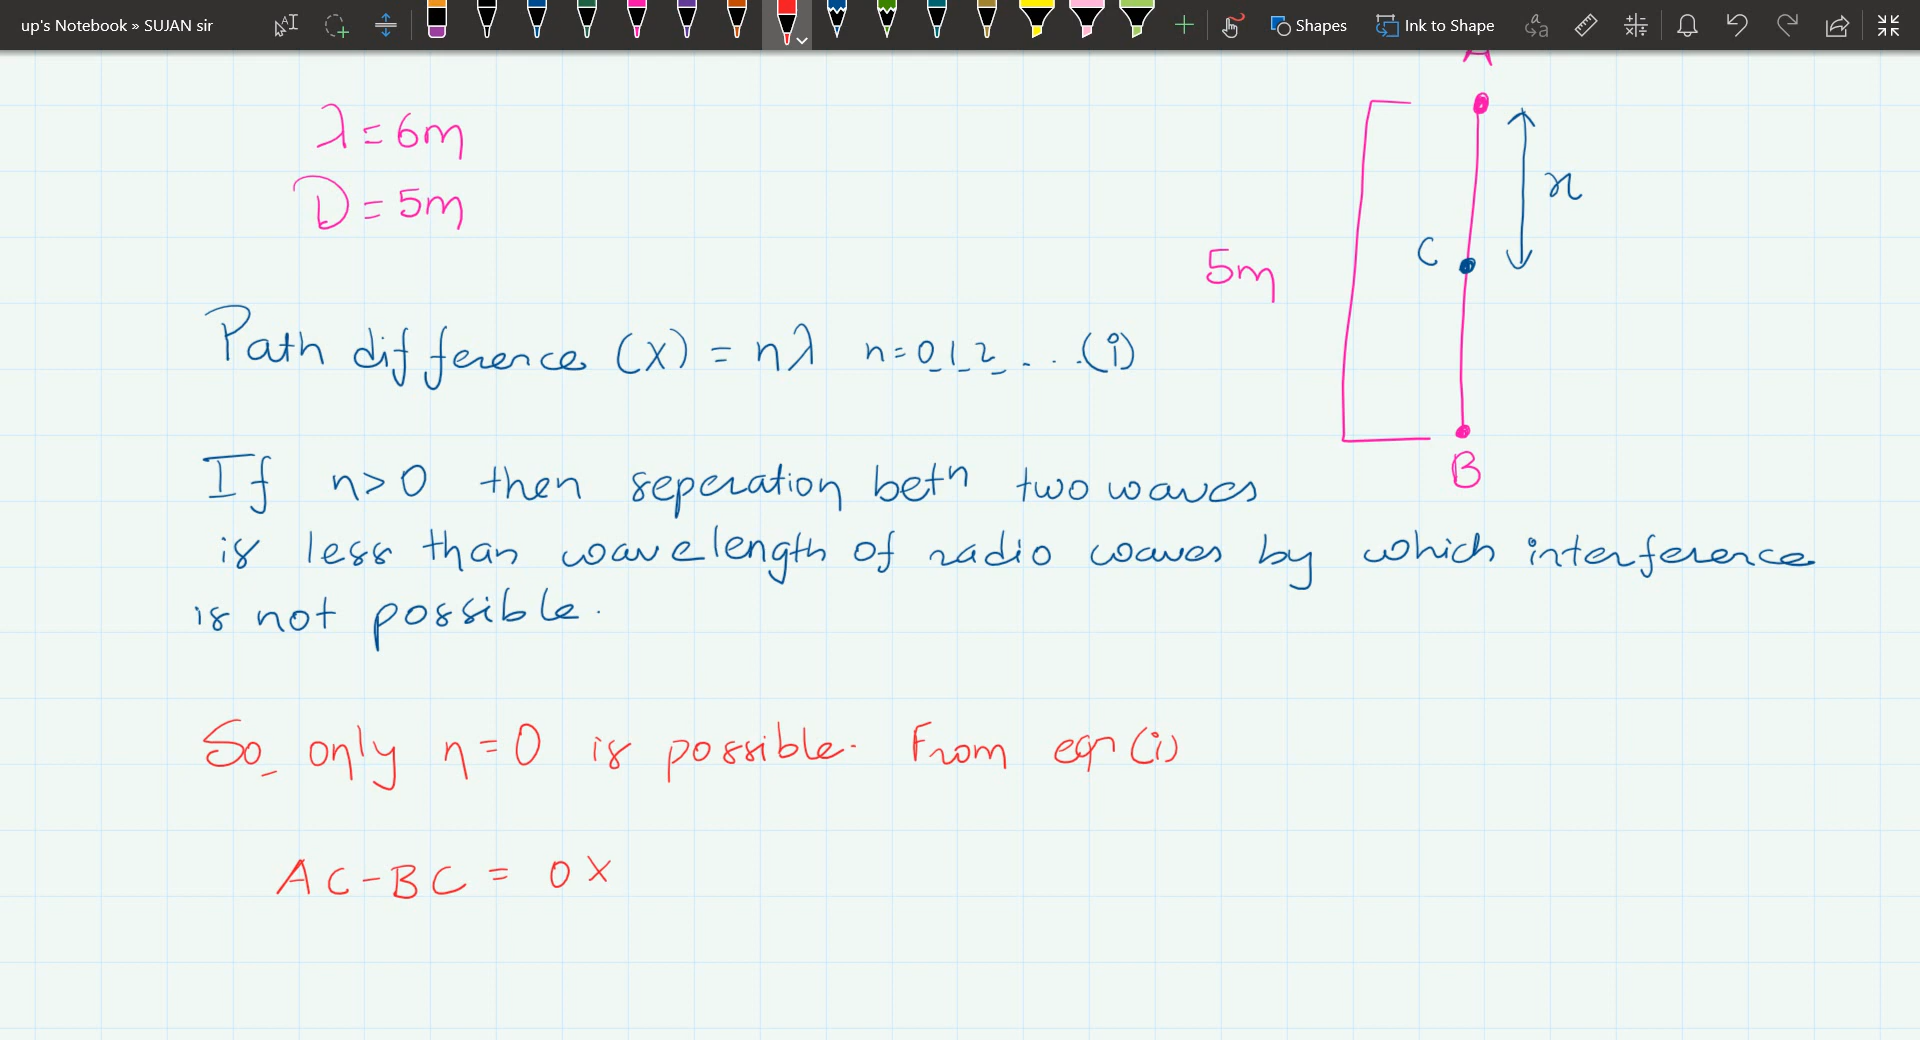 up's Notebook » SUJAN sir
Shapes
Ink to Shape
A
λ = 6m
D = 5m
x
C
5m
Path difference (x) = nλ n = 0, 1, 2, ... (i)
B
If n > 0 then seperation betn two waves
is less than wavelength of radio waves by which interference
is not possible.
So, only n = 0 is possible. From eqn (i)
AC - BC = 0 x